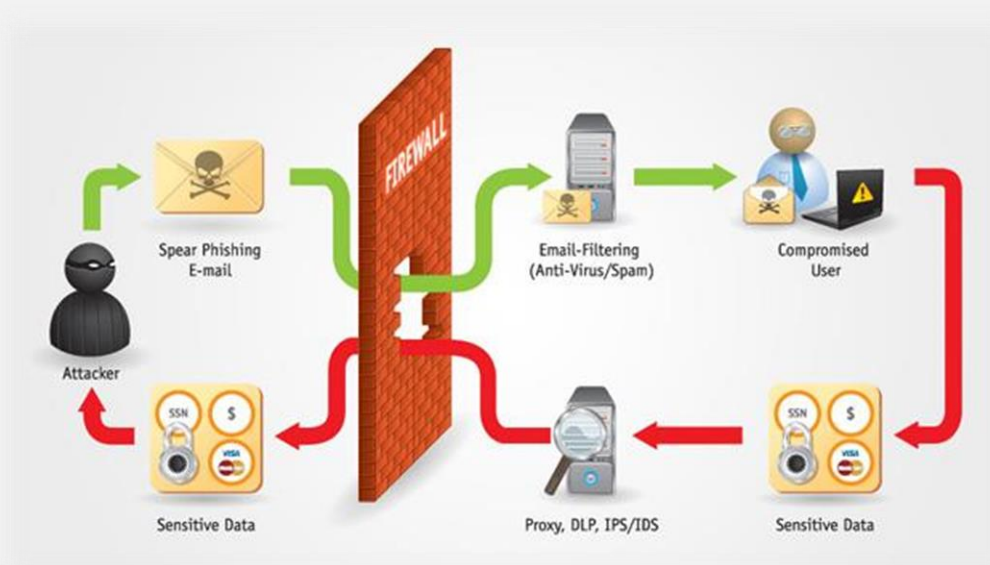 FIREWALL
Spear Phishing
E-mail
Email-Filtering
(Anti-Virus/Spam)
Compromised
User
Attacker
SSN
$
VISA
Sensitive Data
Proxy, DLP, IPS/IDS
SSN
$
VISA
Sensitive Data